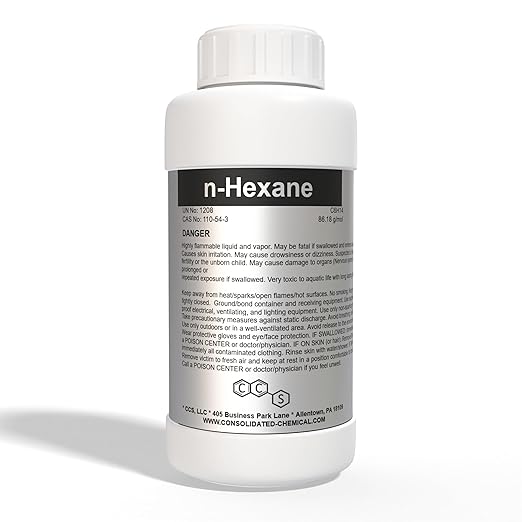 n-Hexane
UN No: 1208 C6H14
CAS No: 110-54-3 86.18 g/mol
DANGER
Highly flammable liquid and vapor. May be fatal if swallowed and
Causes skin irritation. May cause drowsiness or dizziness.
fertility or the unborn child. May cause damage to organs (Nervous
prolonged or
repeated exposure if swallowed. Very toxic to aquatic life with long
Keep away from heat/sparks/open flames/hot surfaces. No smoking.
tightly closed. Ground/bond container and receiving equipment. Use
proof electrical, ventilating, and lighting equipment. Use only
Take precautionary measures against static discharge. Avoid
Use only outdoors or in a well-ventilated area. Avoid release to the
Wear protective gloves and eye/face protection. IF SWALLOWED:
a POISON CENTER or doctor/physician. IF ON SKIN (or hair):
immediately all contaminated clothing. Rinse skin with
Remove victim to fresh air and keep at rest in a position comfortable
Call a POISON CENTER or doctor/physician if you feel unwell.
C C S
* CCS, LLC * 405 Business Park Lane * Allentown, PA 18109
WWW.CONSOLIDATED-CHEMICAL.COM